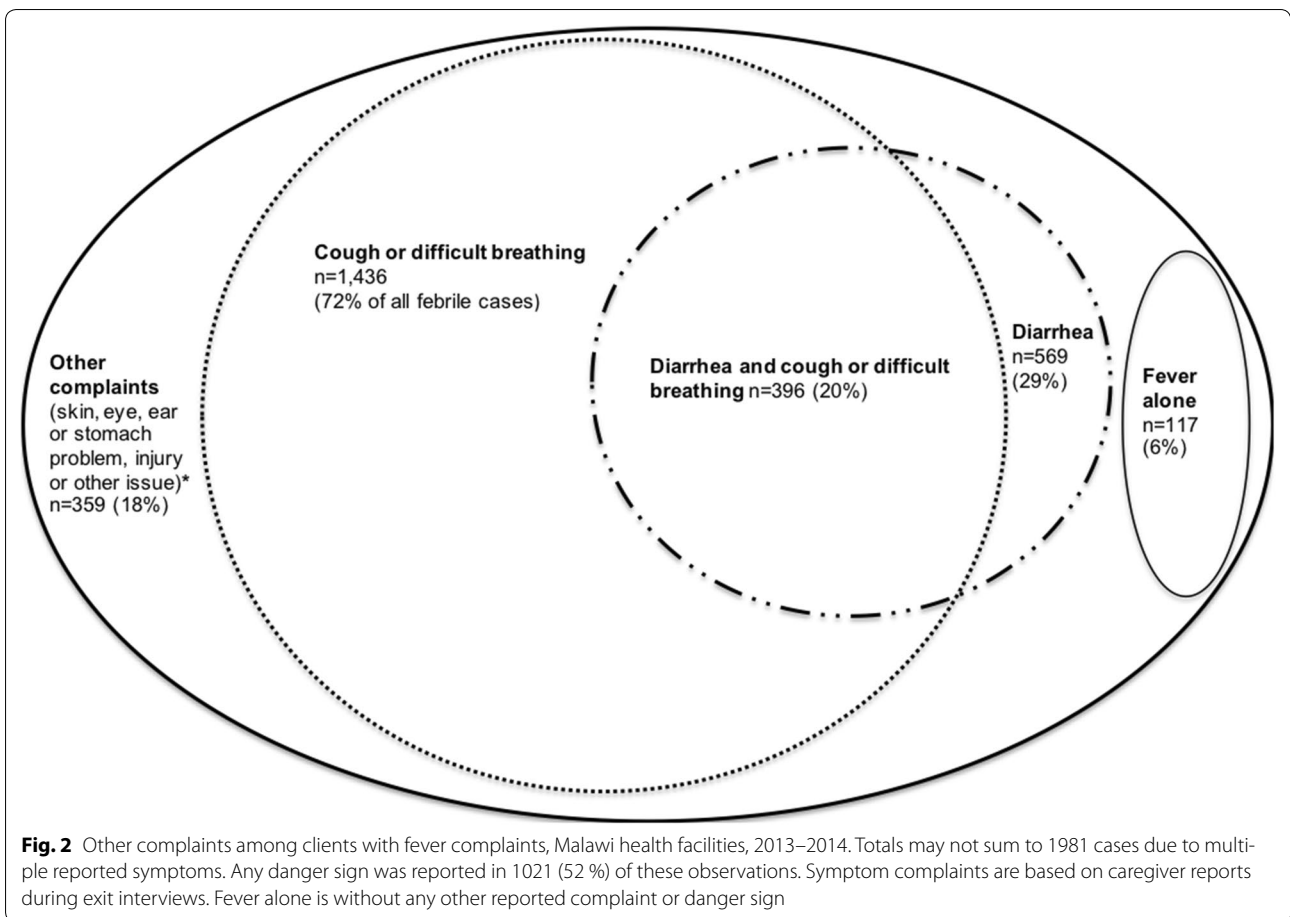 Cough or difficult breathing
n=1,436
(72% of all febrile cases)
Other
complaints
(skin, eye, ear
or stomach
problem, injury
or other issue)*
n=359 (18%)
Diarrhea and cough or difficult
breathing n=396 (20%)
Diarrhea
n=569
(29%)
Fever
alone
n=117
(6%)
Fig. 2 Other complaints among clients with fever complaints, Malawi health facilities, 2013–2014. Totals may not sum to 1981 cases due to multi-
ple reported symptoms. Any danger sign was reported in 1021 (52 %) of these observations. Symptom complaints are based on caregiver reports
during exit interviews. Fever alone is without any other reported complaint or danger sign